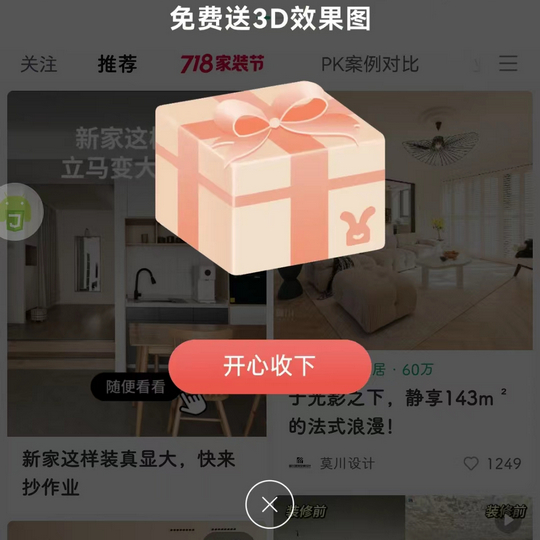 免费送3D效果图
关注
推荐
718家装节
PK案例对比
新家这样
立马变大
开心收下
居 · 60万
随便看看
于光影之下，静享143m²
的法式浪漫！
新家这样装真显大，快来
抄作业
莫川设计
1249
装修前
装修前